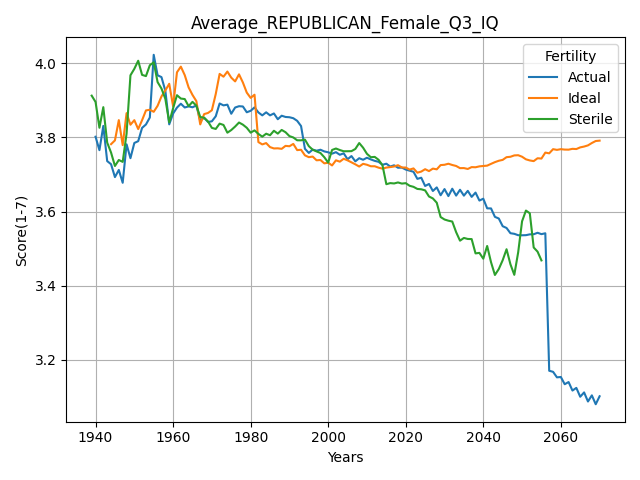 Average_REPUBLICAN_Female_Q3_IQ
Fertility
Actual
Ideal
Sterile
Score(1-7)
4.0
3.8
3.6
3.4
3.2
1940
1960
1980
2000
2020
2040
2060
Years